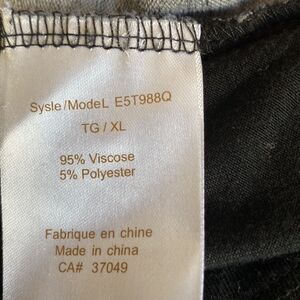 Sysle/ModeL E5T988Q
TG / XL
95% Viscose
5% Polyester
Fabrique en chine
Made in china
CA# 37049